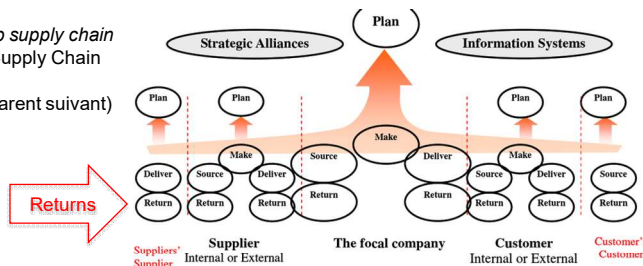 Plan
supply chain
Strategic Alliances
Information Systems
Supply Chain
arent suivant)
Plan
Plan
Plan
Plan
Make
Make
Source
Deliver
Make
Deliver
Source
Deliver
Source
Deliver
Source
Returns
Return
Return
Return
Return
Return
Return
Return
Return
Suppliers'
Supplier
Supplier
Internal or External
The focal company
Customer
Internal or External
Customer'
Customer